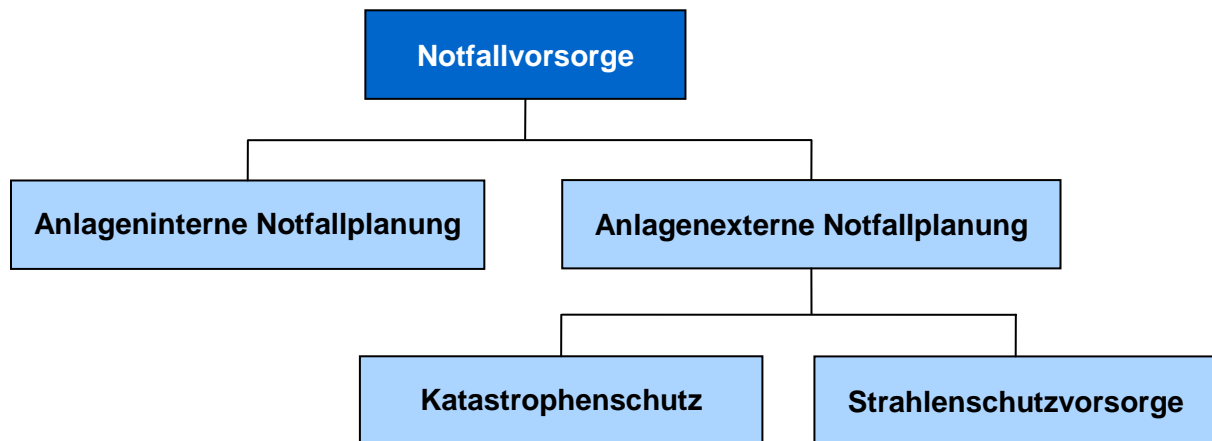 Notfallvorsorge
Anlageninterne Notfallplanung
Anlagenexterne Notfallplanung
Katastrophenschutz
Strahlenschutzvorsorge